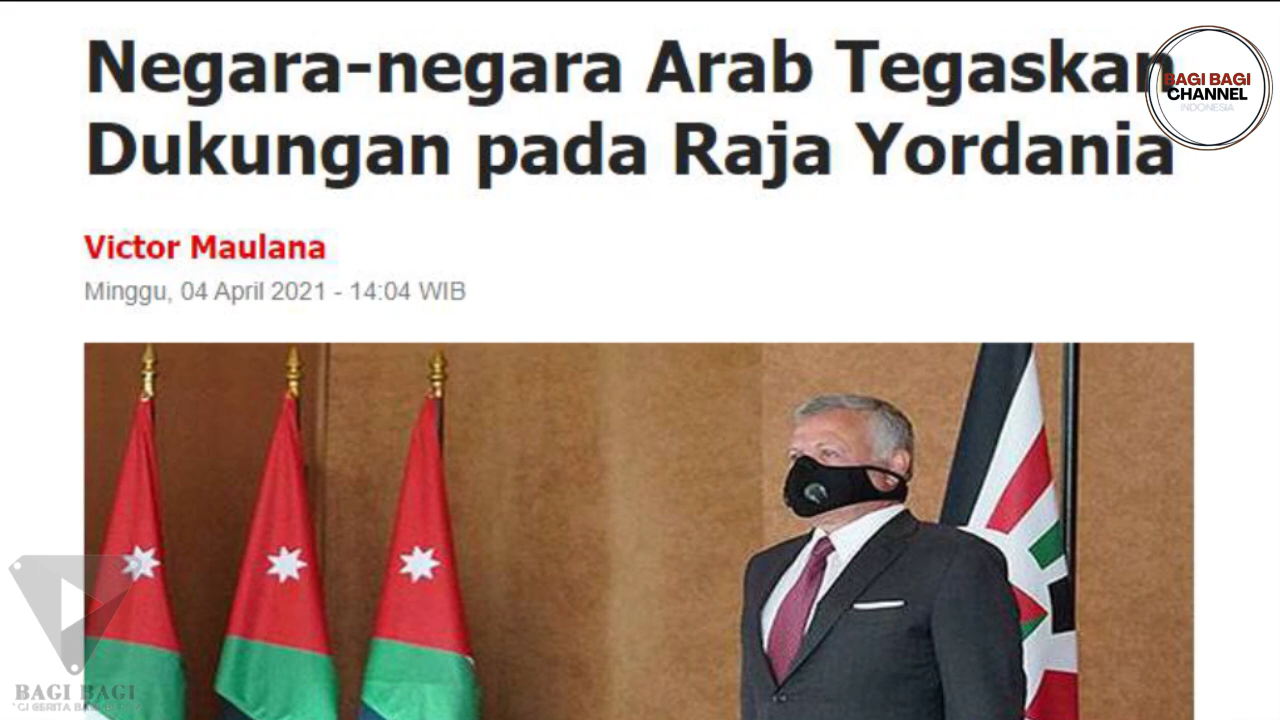 Negara-negara Arab Tegaskan
Dukungan pada Raja Yordania
BAGI BAGI
CHANNEL
INDONESIA
Victor Maulana
Minggu, 04 April 2021 - 14:04 WIB
BAGI BAGI